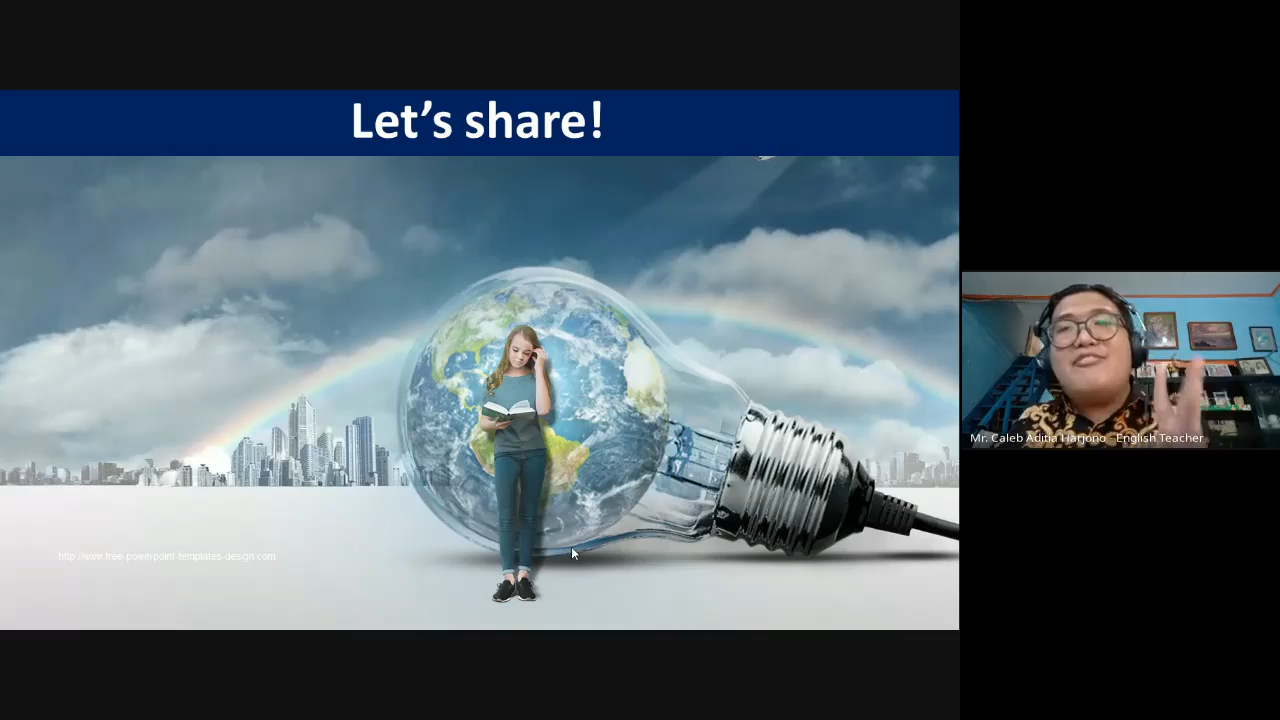 Let's share!
http://www.free-powerpoint-templates-design.com
Mr. Caleb Aditia Harjono - English Teacher